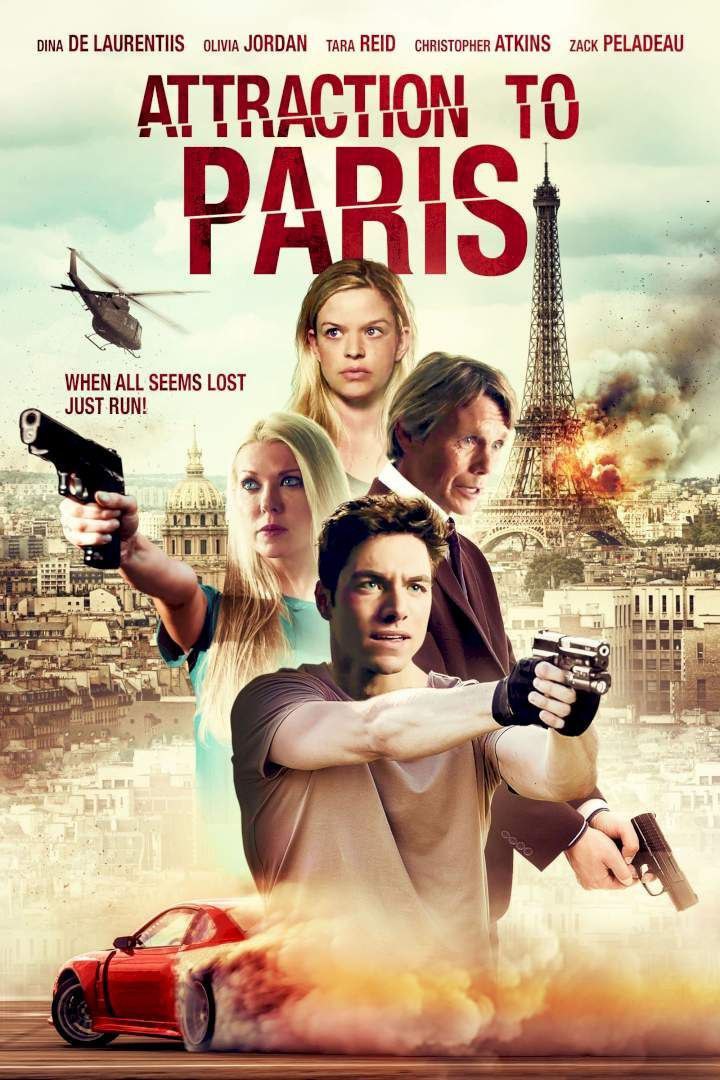 DINA DE LAURENTIIS OLIVIA JORDAN TARA REID CHRISTOPHER ATKINS ZACK PELADEAU
ATTRACTION TO
PARIS
WHEN ALL SEEMS LOST
JUST RUN!